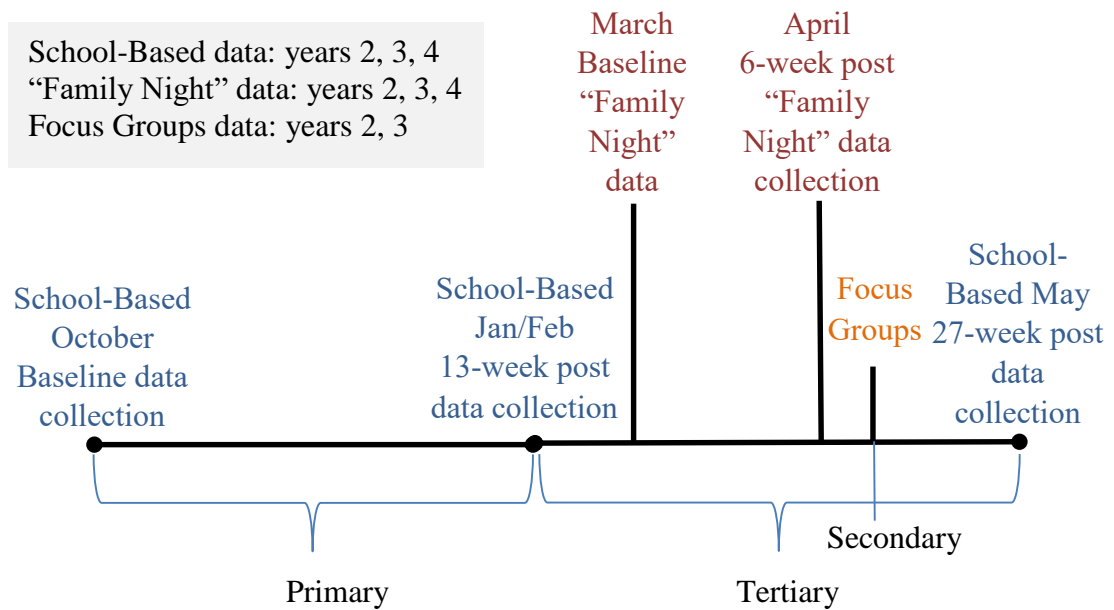 School-Based data: years 2, 3, 4
“Family Night” data: years 2, 3, 4
Focus Groups data: years 2, 3
March
Baseline
“Family
Night”
data
April
6-week post
“Family
Night” data
collection
School-Based
October
Baseline data
collection
School-Based
Jan/Feb
13-week post
data collection
Focus
Groups
School-
Based May
27-week post
data
collection
Secondary
Primary
Tertiary